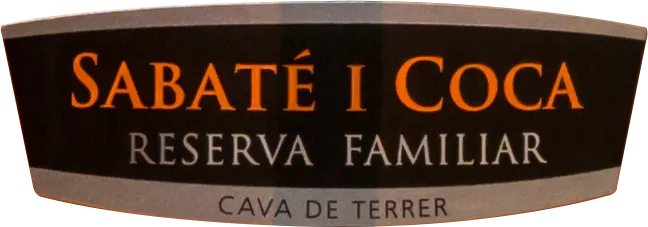 SABATÉ I COCA
RESERVA FAMILIAR
CAVA DE TERRER